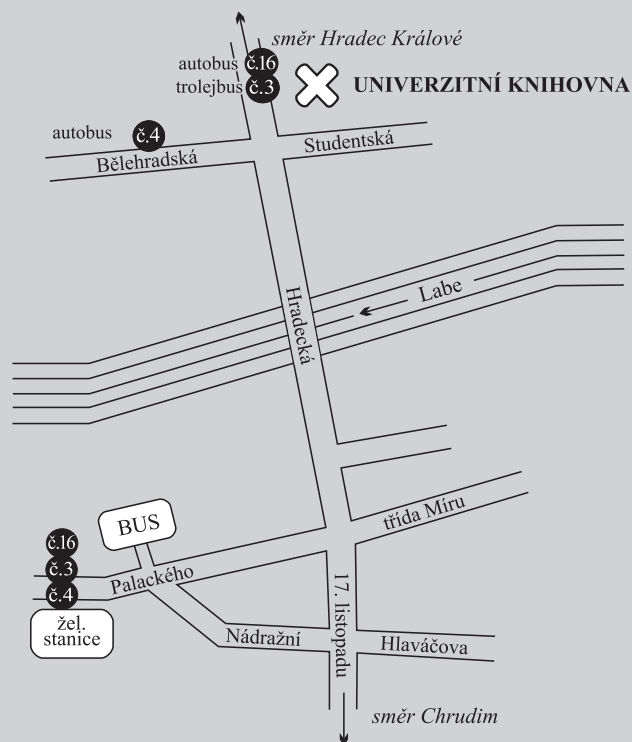 směr Hradec Králové
autobus č.16
trolejbus č.3
UNIVERZITNÍ KNIHOVNA
autobus č.4
Bělehradská
Studentská
Labe
Hradecká
třída Míru
BUS
č.16
č.3
č.4
Palackého
žel.
stanice
17. listopadu
Nádražní
Hlaváčova
směr Chrudim